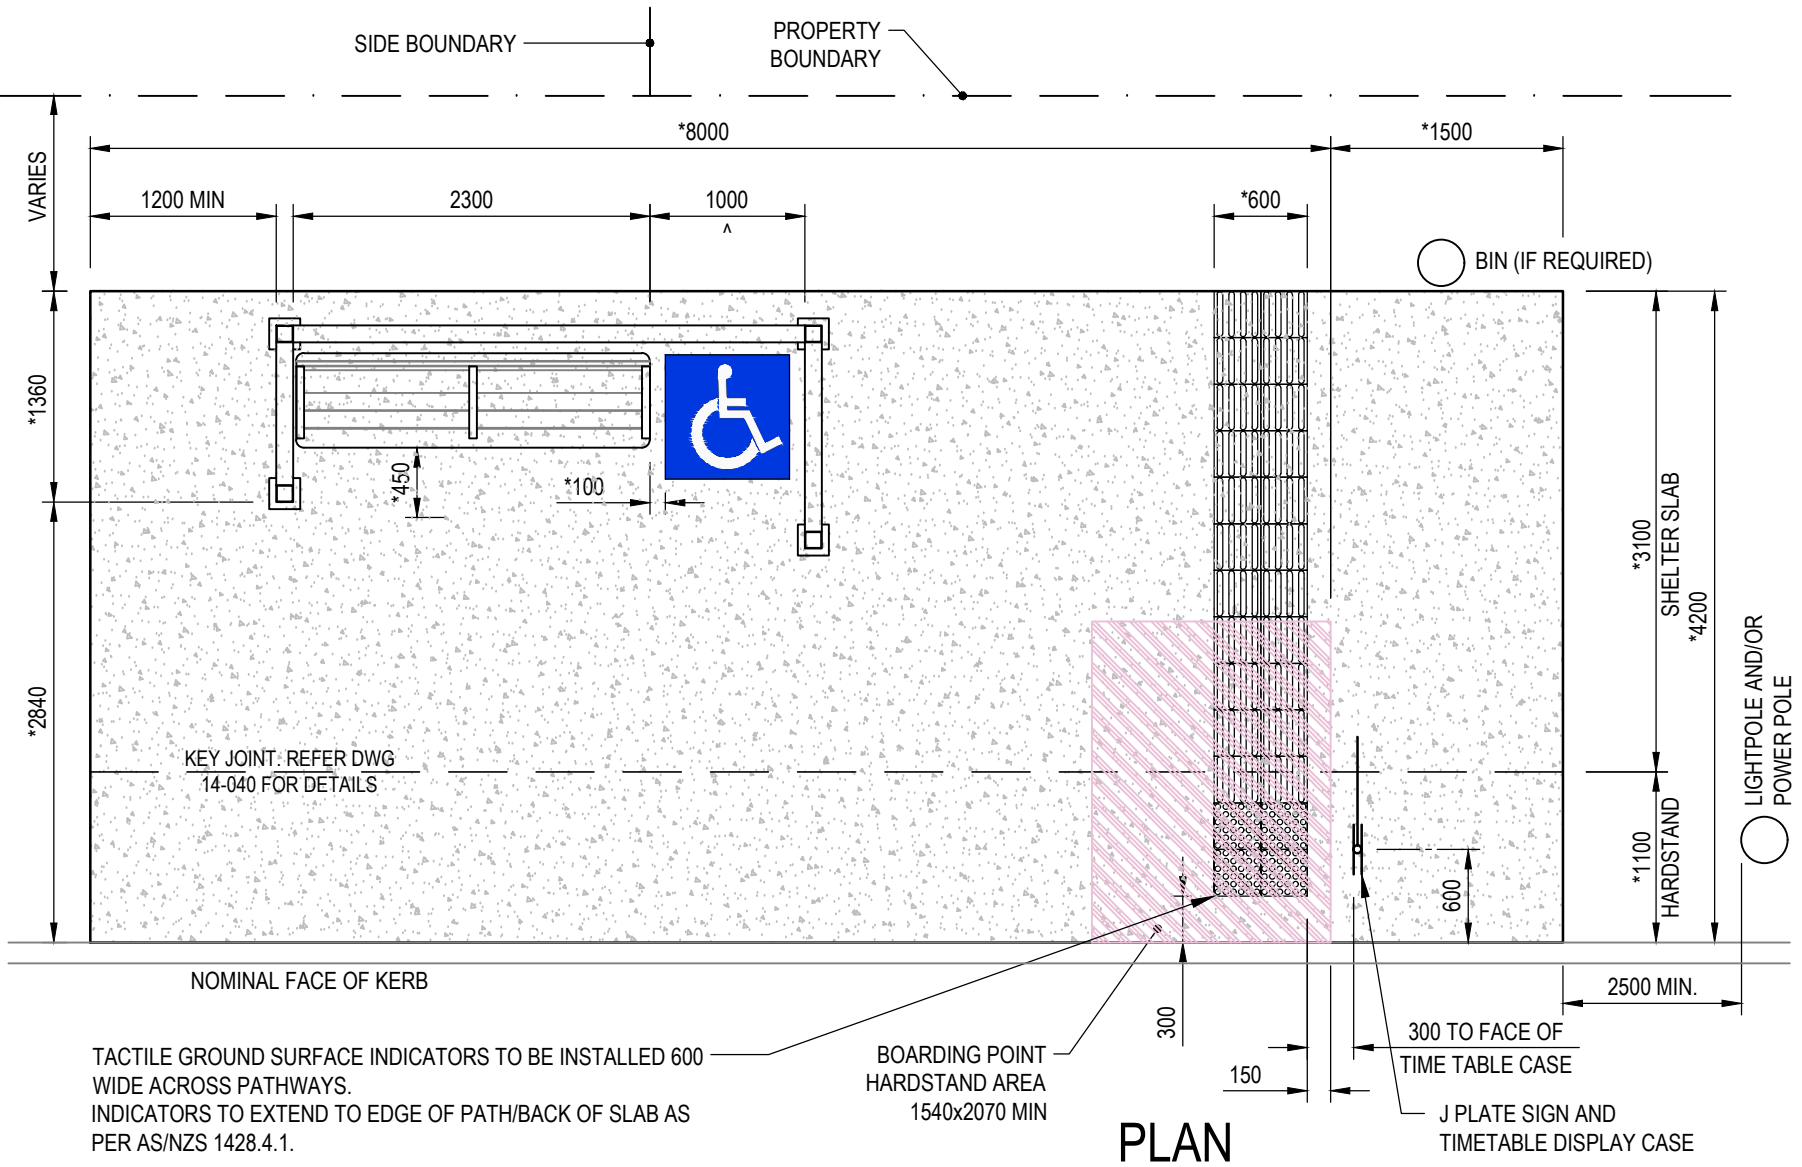 SIDE BOUNDARY
PROPERTY
BOUNDARY
*8000
*1500
VARIES
1200 MIN
2300
1000
^
*600
BIN (IF REQUIRED)
*1360
*450
*100
*3100
SHELTER SLAB
*4200
*2840
LIGHTPOLE AND/OR
POWER POLE
KEY JOINT: REFER DWG
14-040 FOR DETAILS
*1100
HARDSTAND
600
NOMINAL FACE OF KERB
2500 MIN.
300
300 TO FACE OF
TIME TABLE CASE
150
TACTILE GROUND SURFACE INDICATORS TO BE INSTALLED 600
WIDE ACROSS PATHWAYS.
INDICATORS TO EXTEND TO EDGE OF PATH/BACK OF SLAB AS
PER AS/NZS 1428.4.1.
BOARDING POINT
HARDSTAND AREA
1540x2070 MIN
J PLATE SIGN AND
TIMETABLE DISPLAY CASE
PLAN